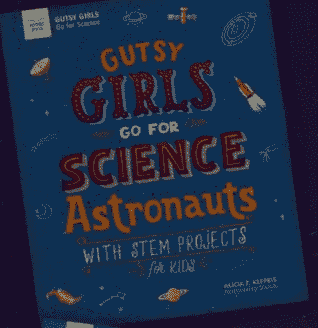 GUTSY GIRLS
Go for Science
GUTSY
GIRLS
GO FOR
SCIENCE
Astronauts
WITH STEM PROJECTS
for KIDS